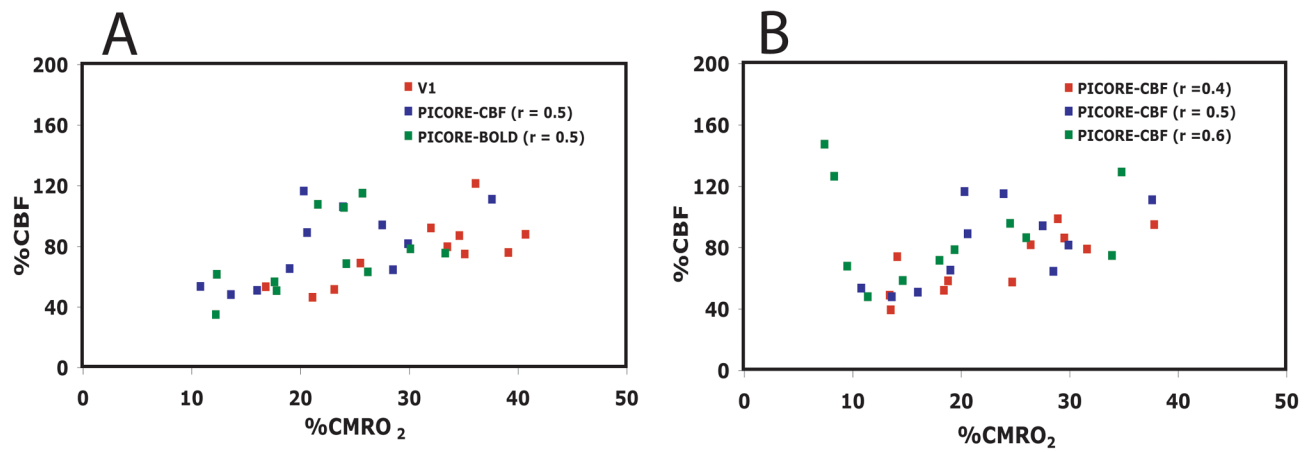 A
200
160
120
80
40
0
%CBF
V1
PICORE-CBF (r = 0.5)
PICORE-BOLD (r = 0.5)
0 10 20 30 40 50
%CMRO₂
B
200
160
120
80
40
0
%CBF
PICORE-CBF (r =0.4)
PICORE-CBF (r =0.5)
PICORE-CBF (r =0.6)
0 10 20 30 40 50
%CMRO₂